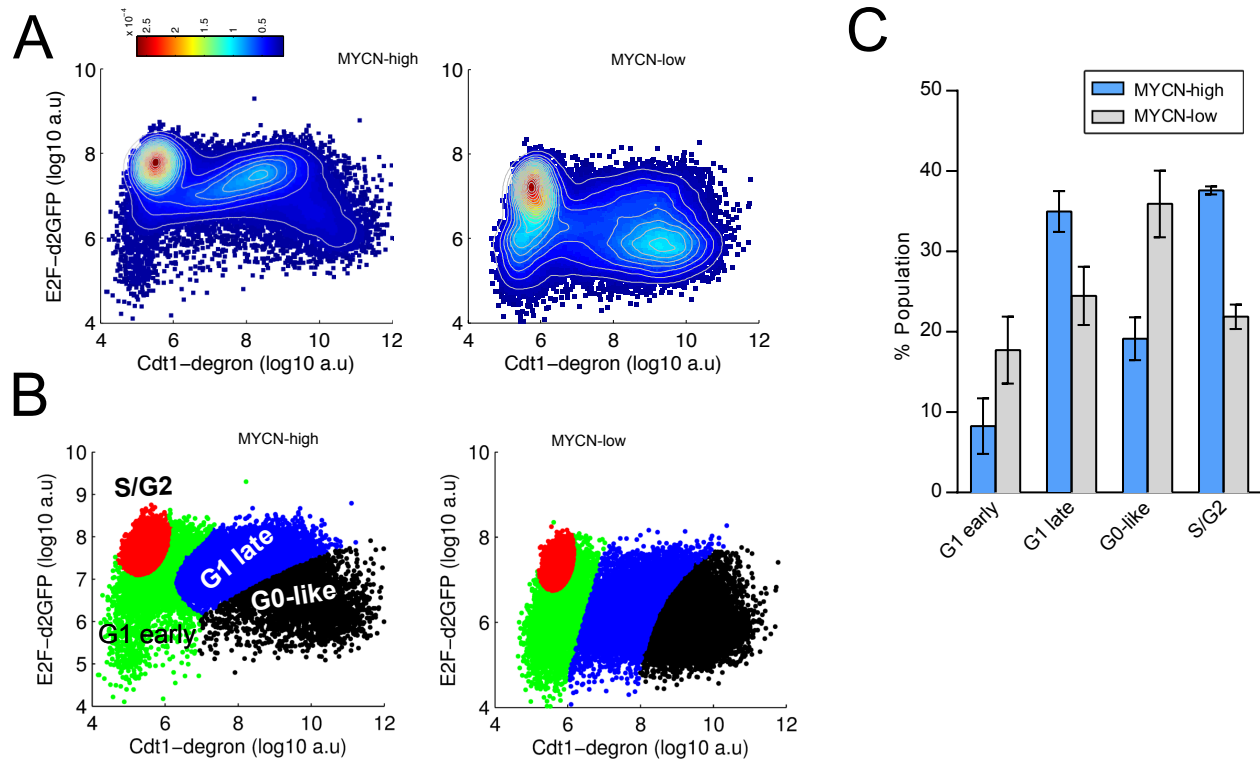 A
x 10⁻⁴
2.5
2
1.5
1
0.5
MYCN-high
10
8
6
4
4
6
8
10
12
E2F−d2GFP (log10 a.u)
Cdt1−degron (log10 a.u)
MYCN-low
10
8
6
4
4
6
8
10
12
Cdt1−degron (log10 a.u)
B
MYCN-high
10
9
8
7
6
5
4
4
6
8
10
12
E2F−d2GFP (log10 a.u)
Cdt1−degron (log10 a.u)
S/G2
G1 late
G0-like
G1 early
MYCN-low
10
9
8
7
6
5
4
4
6
8
10
12
E2F−d2GFP (log10 a.u)
Cdt1−degron (log10 a.u)
C
MYCN-high
MYCN-low
50
40
30
20
10
0
% Population
G1 early
G1 late
G0-like
S/G2